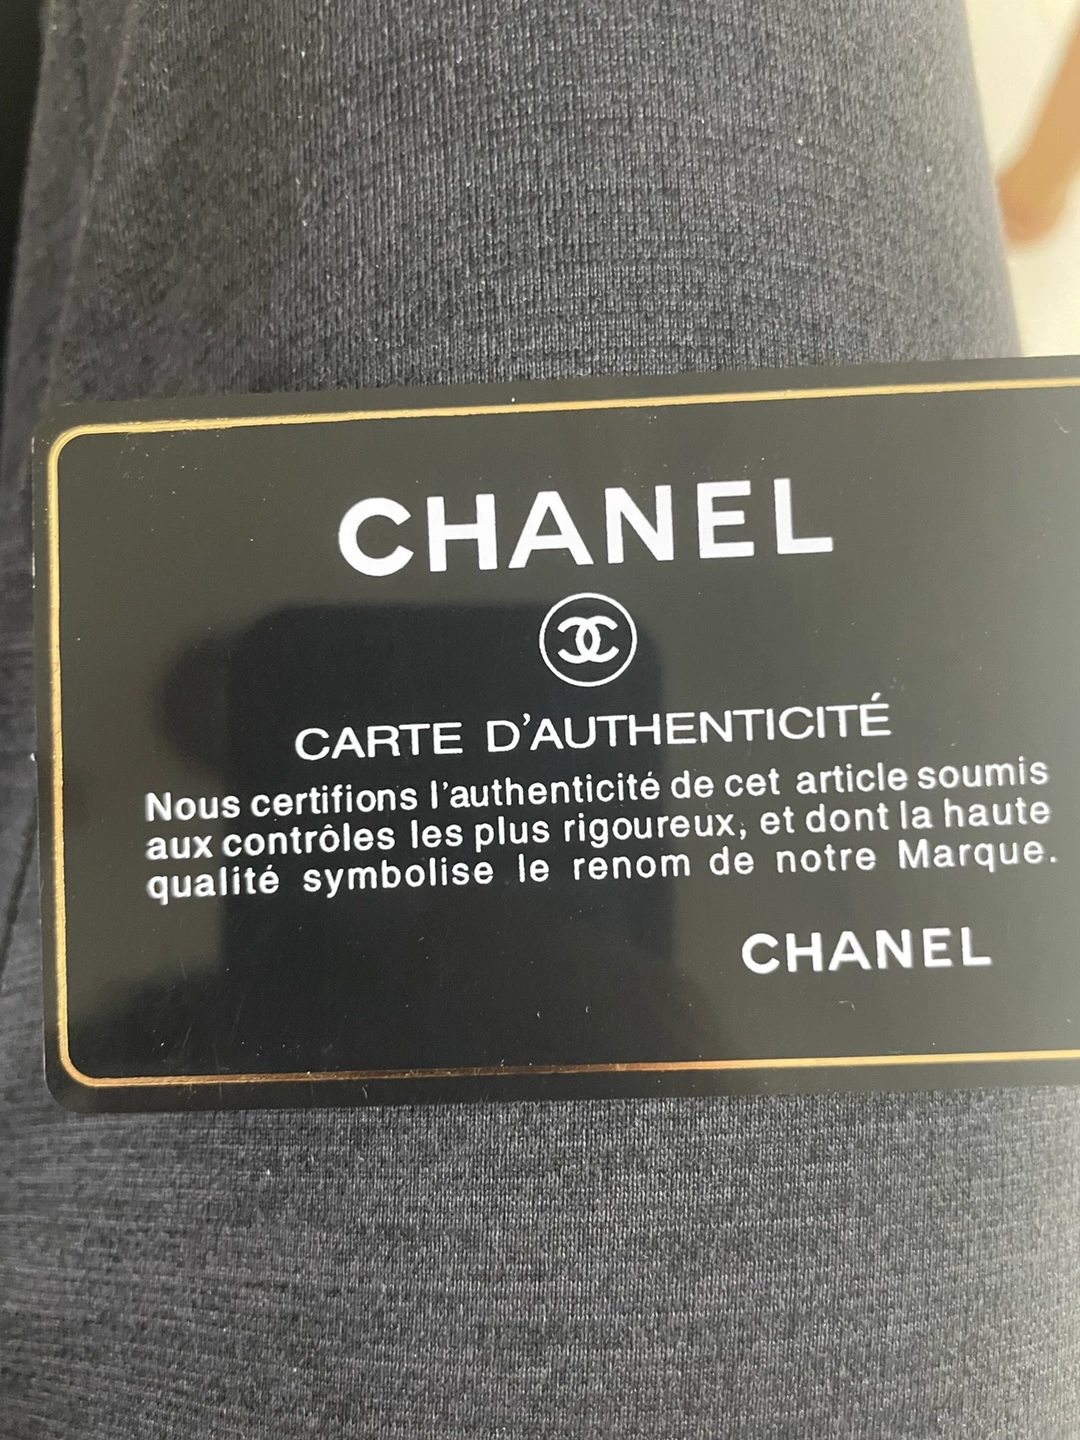 CHANEL
CARTE D'AUTHENTICITÉ
Nous certifions l'authenticité de cet article soumis
aux contrôles les plus rigoureux, et dont la haute
qualité symbolise le renom de notre Marque.
CHANEL